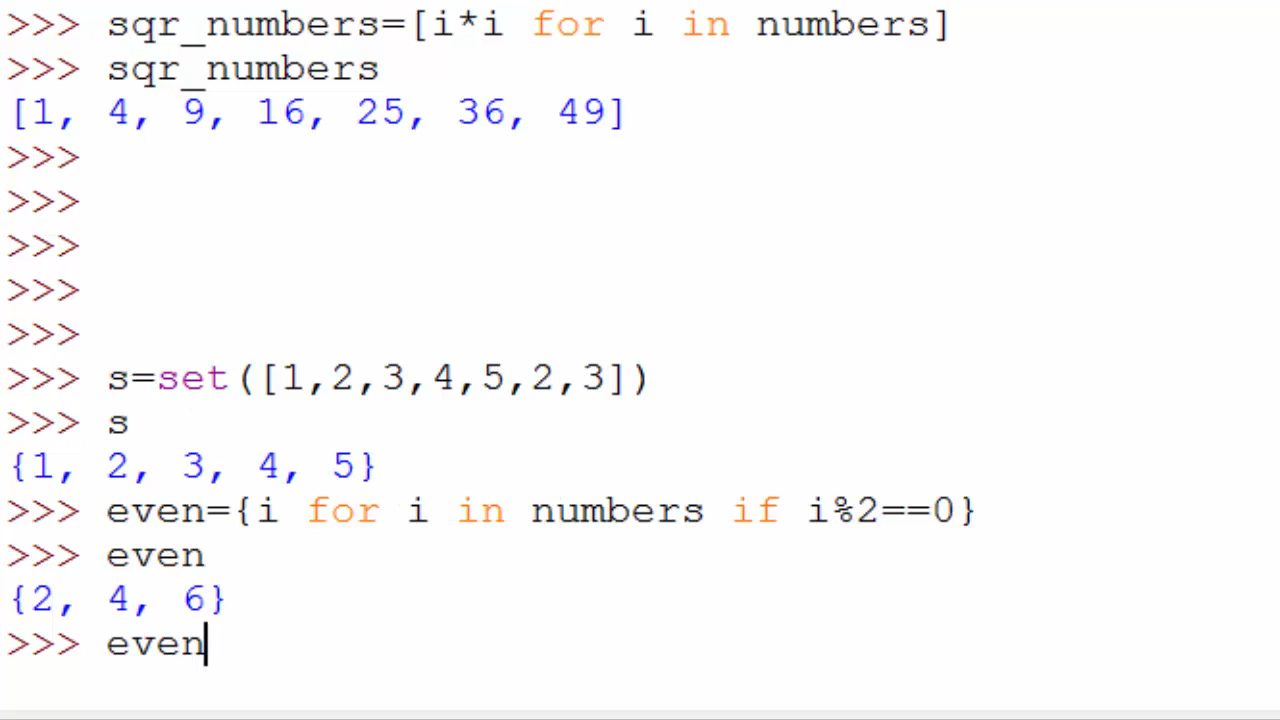 >>> sqr_numbers=[i*i for i in numbers]
>>> sqr_numbers
[1, 4, 9, 16, 25, 36, 49]
>>>
>>>
>>>
>>>
>>>
>>> s=set([1,2,3,4,5,2,3])
>>> s
{1, 2, 3, 4, 5}
>>> even={i for i in numbers if i%2==0}
>>> even
{2, 4, 6}
>>> even